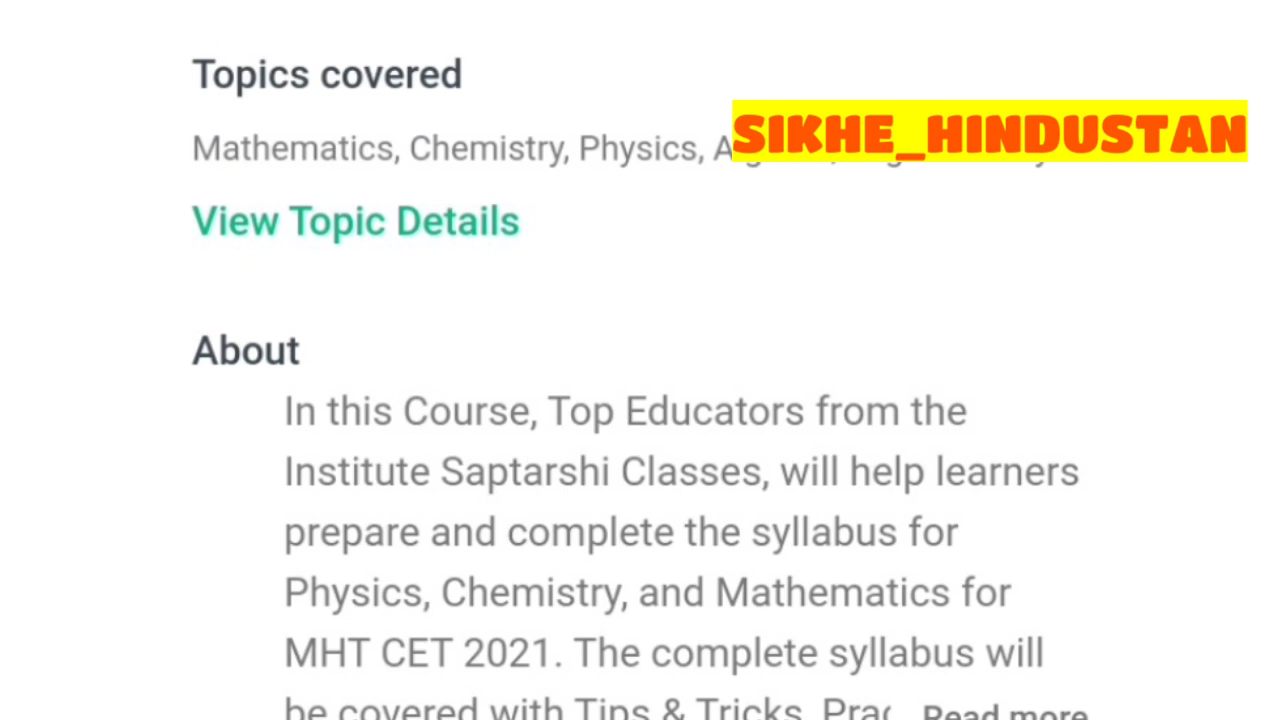 Topics covered
Mathematics, Chemistry, Physics,
SIKHE_HINDUSTAN
View Topic Details
About
In this Course, Top Educators from the
Institute Saptarshi Classes, will help learners
prepare and complete the syllabus for
Physics, Chemistry, and Mathematics for
MHT CET 2021. The complete syllabus will
be covered with Tips & Tricks, Read more